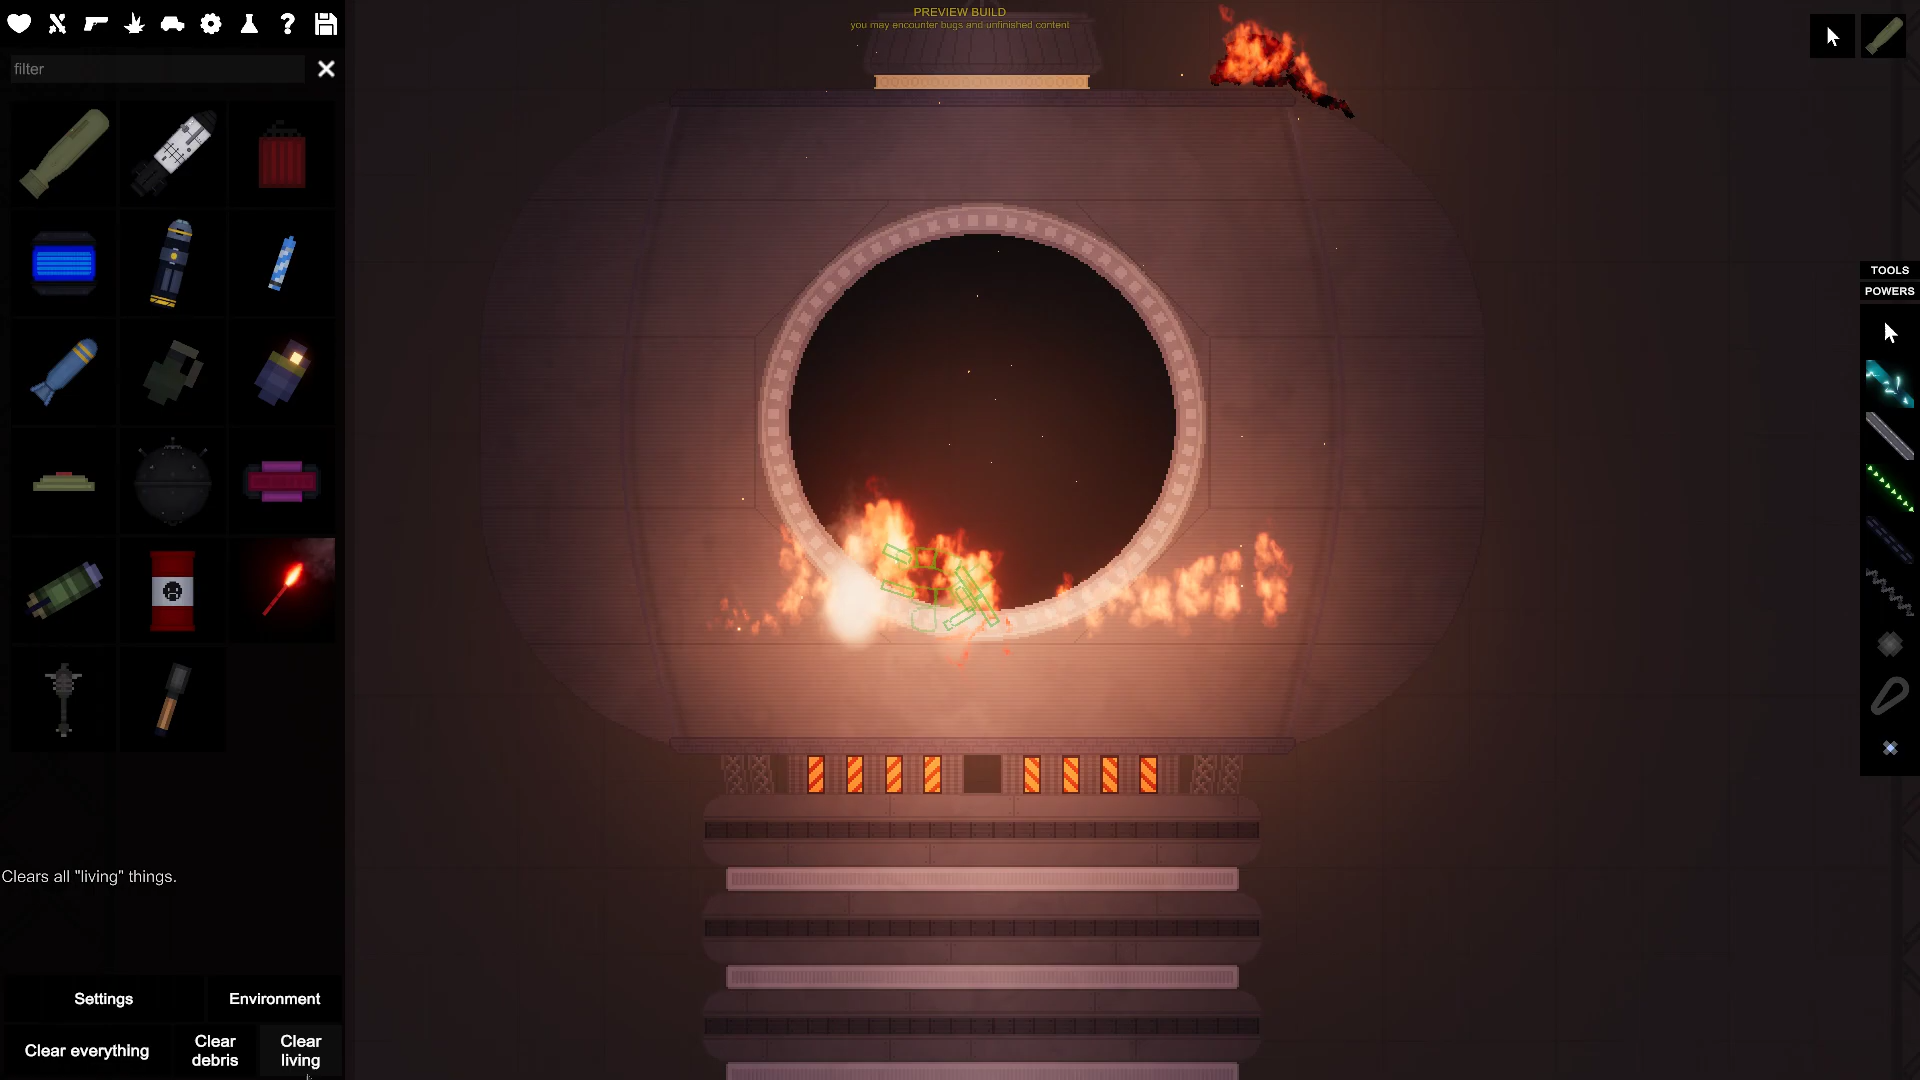 PREVIEW BUILD
you may encounter bugs and unfinished content
?
filter
TOOLS
POWERS
Clears all "living" things.
Settings
Environment
Clear everything
Clear
debris
Clear
living